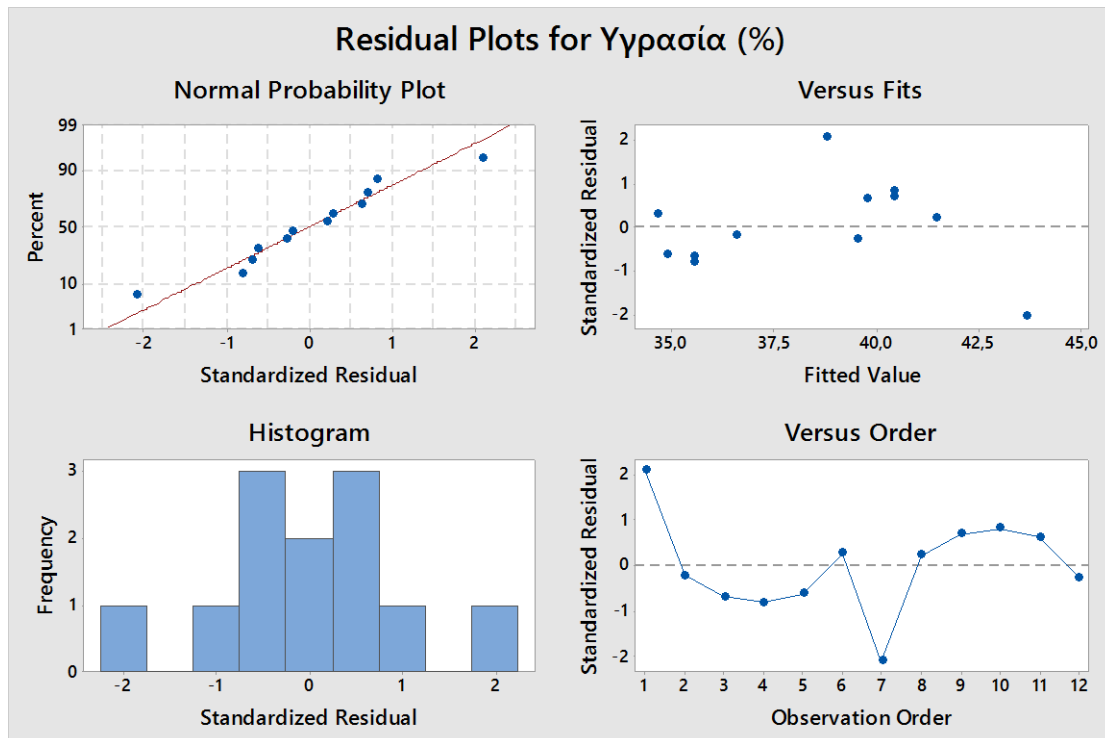 Residual Plots for Υγρασία (%)
Normal Probability Plot
99
90
50
10
1
Percent
-2 -1 0 1 2
Standardized Residual
Versus Fits
2
1
0
-1
-2
Standardized Residual
35,0 37,5 40,0 42,5 45,0
Fitted Value
Histogram
3
2
1
0
Frequency
-2 -1 0 1 2
Standardized Residual
Versus Order
2
1
0
-1
-2
Standardized Residual
1 2 3 4 5 6 7 8 9 10 11 12
Observation Order